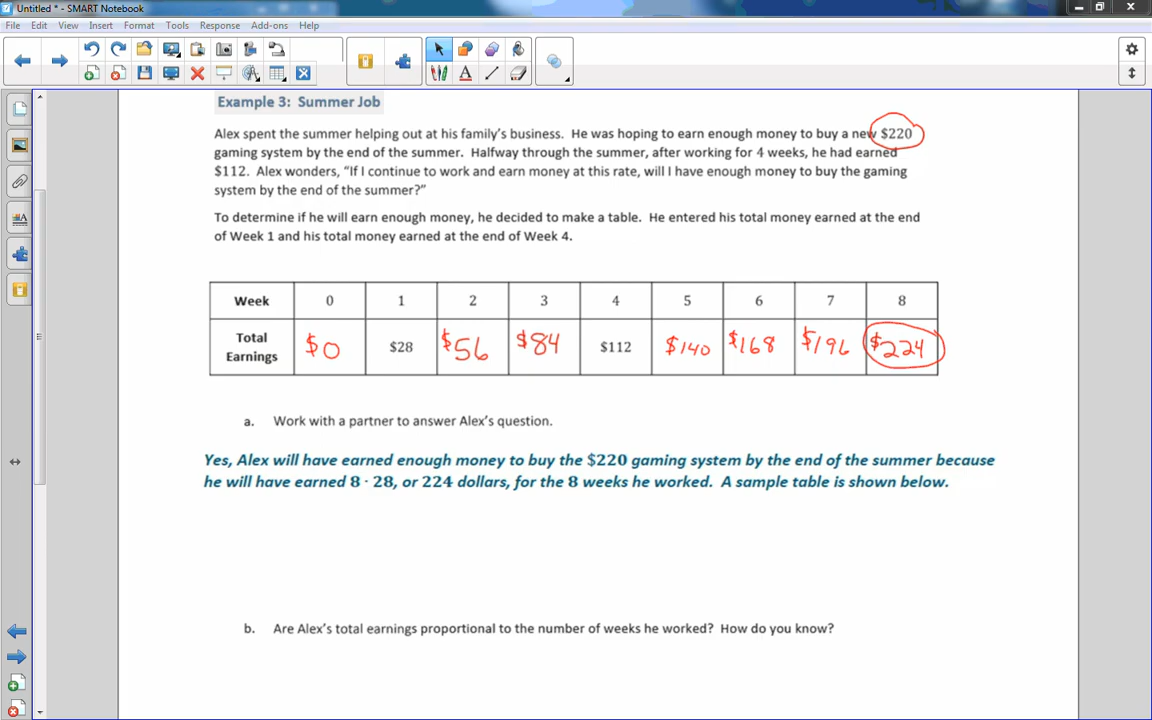 Untitled * - SMART Notebook
File Edit View Insert Format Tools Response Add-ons Help
Example 3: Summer Job
Alex spent the summer helping out at his family's business. He was hoping to earn enough money to buy a new $220
gaming system by the end of the summer. Halfway through the summer, after working for 4 weeks, he had earned
$112. Alex wonders, "If I continue to work and earn money at this rate, will I have enough money to buy the gaming
system by the end of the summer?"
To determine if he will earn enough money, he decided to make a table. He entered his total money earned at the end
of Week 1 and his total money earned at the end of Week 4.
Week 0 1 2 3 4 5 6 7 8
Total Earnings $0 $28 $56 $84 $112 $140 $168 $196 $224
a. Work with a partner to answer Alex's question.
Yes, Alex will have earned enough money to buy the $220 gaming system by the end of the summer because
he will have earned 8 · 28, or 224 dollars, for the 8 weeks he worked. A sample table is shown below.
b. Are Alex's total earnings proportional to the number of weeks he worked? How do you know?